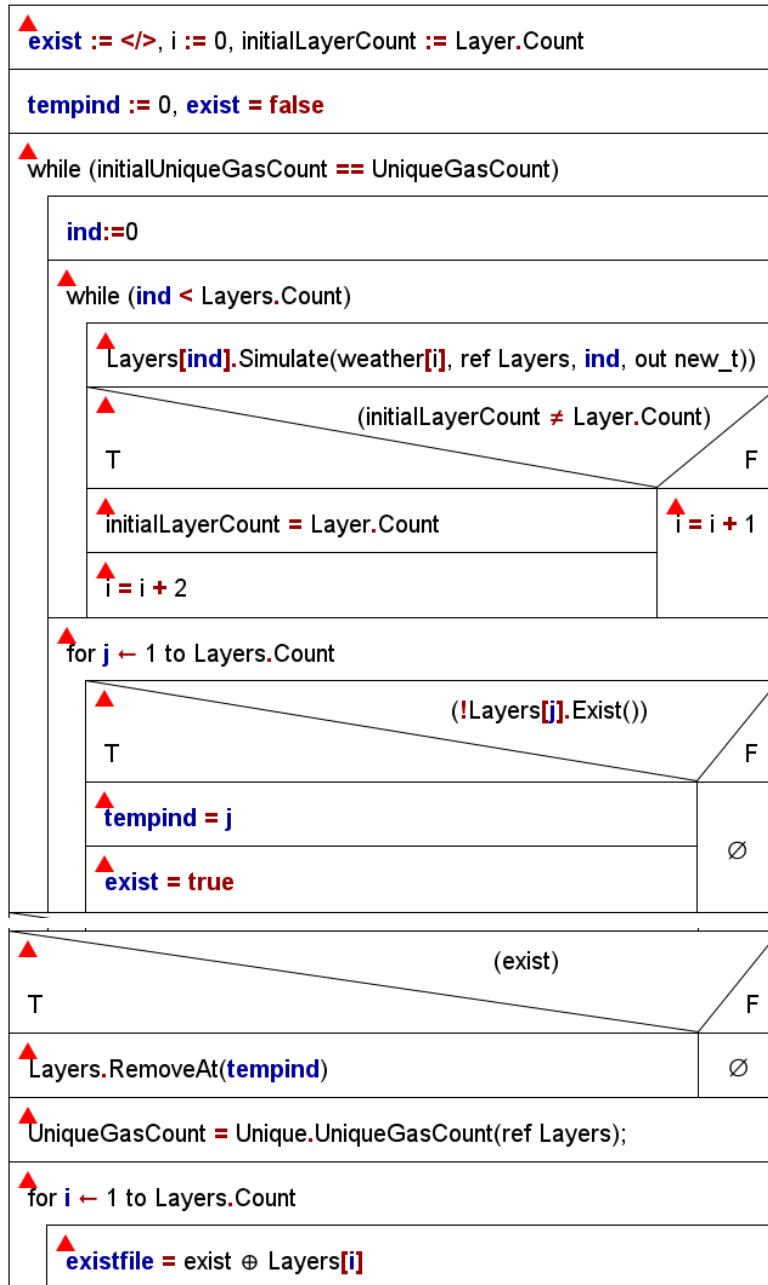 exist := </>, i := 0, initialLayerCount := Layer.Count
tempind := 0, exist = false
while (initialUniqueGasCount == UniqueGasCount)
ind:=0
while (ind < Layers.Count)
Layers[ind].Simulate(weather[i], ref Layers, ind, out new_t))
(initialLayerCount ≠ Layer.Count)
T F
initialLayerCount = Layer.Count
i = i + 1
i = i + 2
for j ← 1 to Layers.Count
(!Layers[j].Exist())
T F
tempind = j
∅
exist = true
(exist)
T F
Layers.RemoveAt(tempind)
∅
UniqueGasCount = Unique.UniqueGasCount(ref Layers);
for i ← 1 to Layers.Count
existfile = exist ⊕ Layers[i]